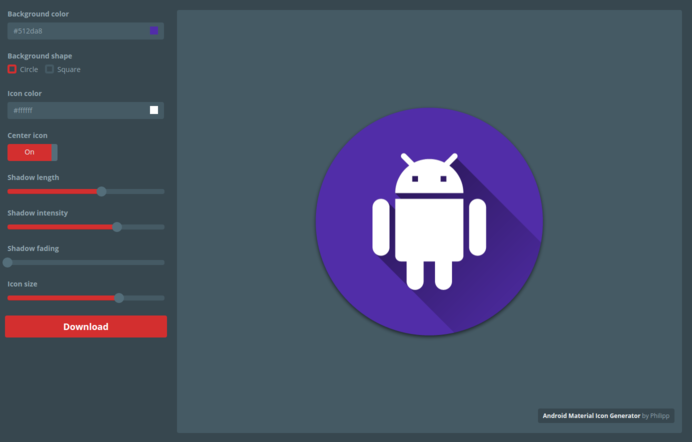 Background color
#512da8
Background shape
Circle Square
Icon color
#ffffff
Center icon
On
Shadow length
Shadow intensity
Shadow fading
Icon size
Download
Android Material Icon Generator by Philipp